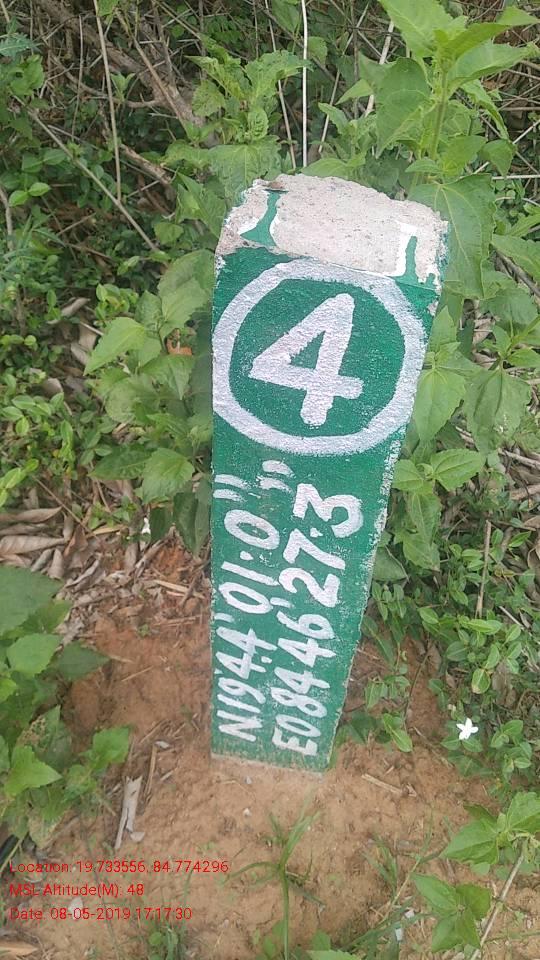 4
N19°44'01.0"
E084°46'27.3"
Location: 19.733556, 84.774296
MSL Altitude(M): 48
Date: 08-05-2019 17:17:30